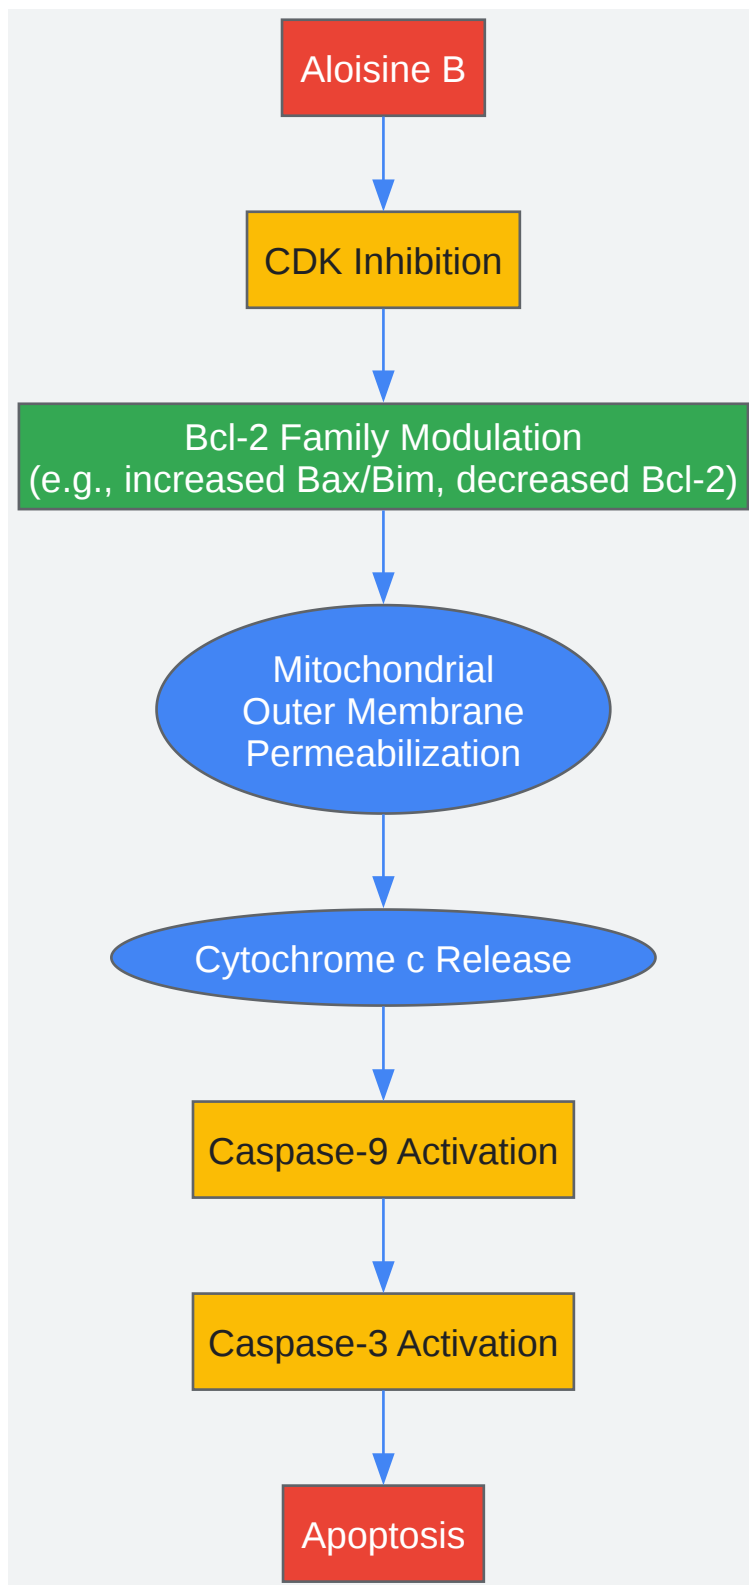 Aloisine B
CDK Inhibition
Bcl-2 Family Modulation
(e.g., increased Bax/Bim, decreased Bcl-2)
Mitochondrial
Outer Membrane
Permeabilization
Cytochrome c Release
Caspase-9 Activation
Caspase-3 Activation
Apoptosis